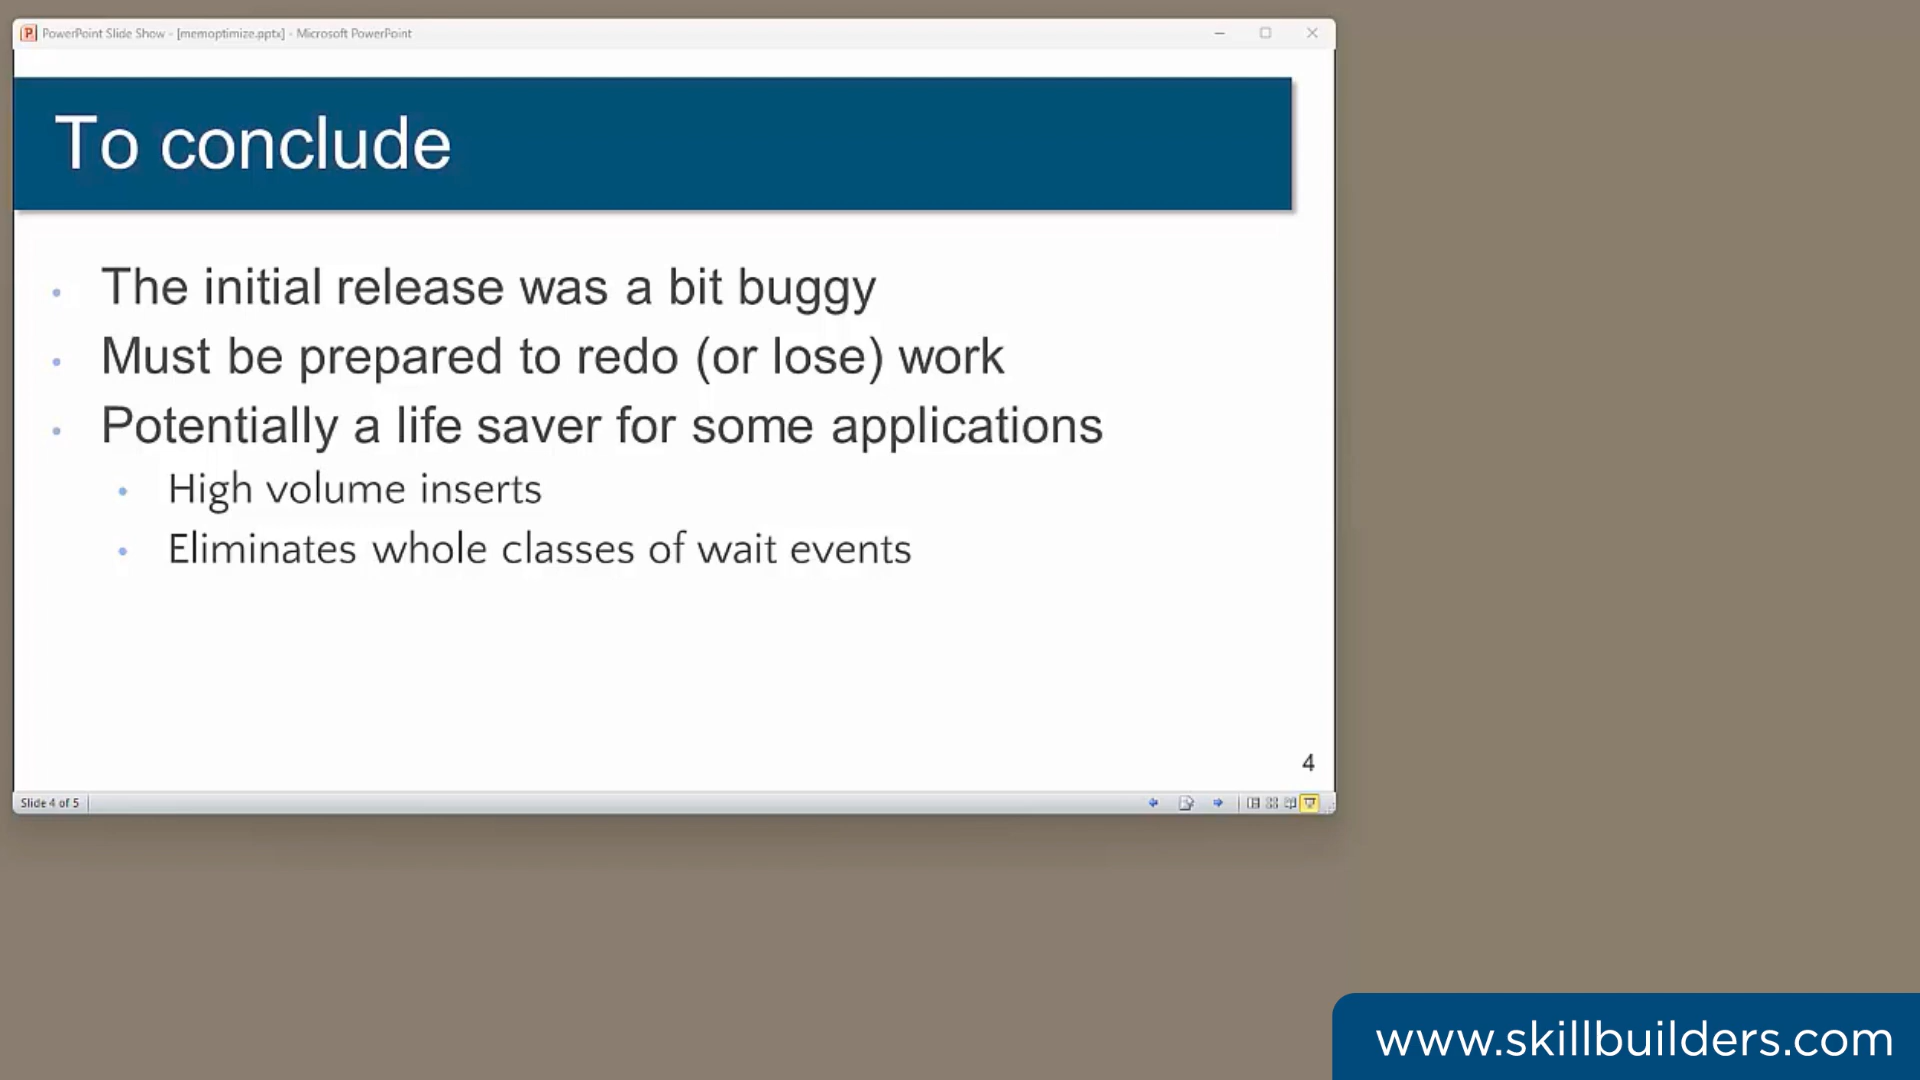 PowerPoint Slide Show - [memoptimize.pptx] - Microsoft PowerPoint
To conclude
• The initial release was a bit buggy
• Must be prepared to redo (or lose) work
• Potentially a life saver for some applications
• High volume inserts
• Eliminates whole classes of wait events
4
Slide 4 of 5
www.skillbuilders.com